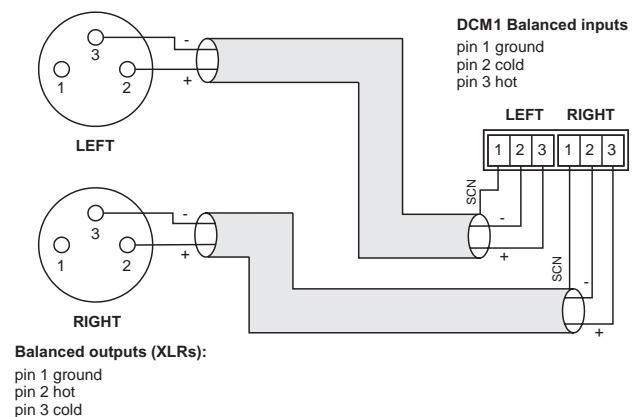 3
-
1
2
+
LEFT
DCM1 Balanced inputs
pin 1 ground
pin 2 cold
pin 3 hot
LEFT RIGHT
1 2 3 1 2 3
SCN
-
+
3
-
1
2
+
RIGHT
SCN
-
+
Balanced outputs (XLRs):
pin 1 ground
pin 2 hot
pin 3 cold